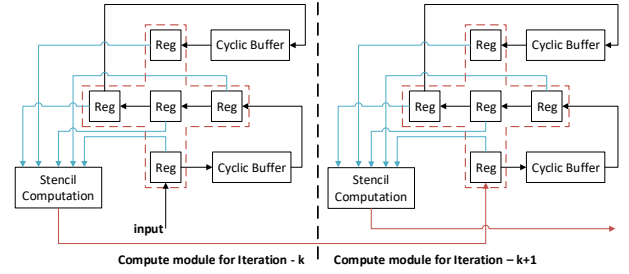 Reg
Cyclic Buffer
Reg
Reg
Reg
Reg
Cyclic Buffer
Stencil
Computation
input
Compute module for Iteration - k
Reg
Cyclic Buffer
Reg
Reg
Reg
Reg
Cyclic Buffer
Stencil
Computation
Compute module for Iteration – k+1